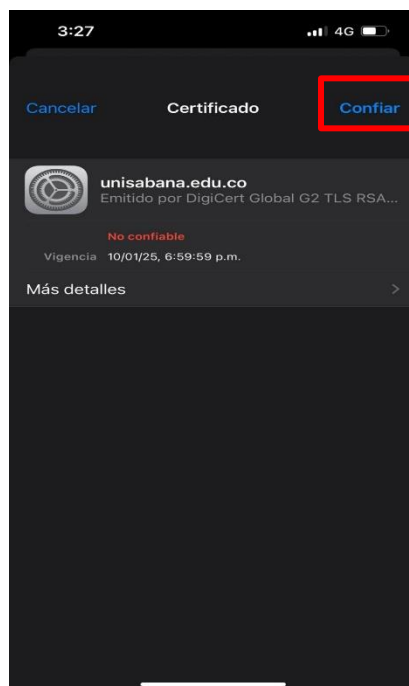 3:27
4G
Cancelar
Certificado
Confiar
unisabana.edu.co
Emitido por DigiCert Global G2 TLS RSA...
No confiable
Vigencia 10/01/25, 6:59:59 p.m.
Más detalles